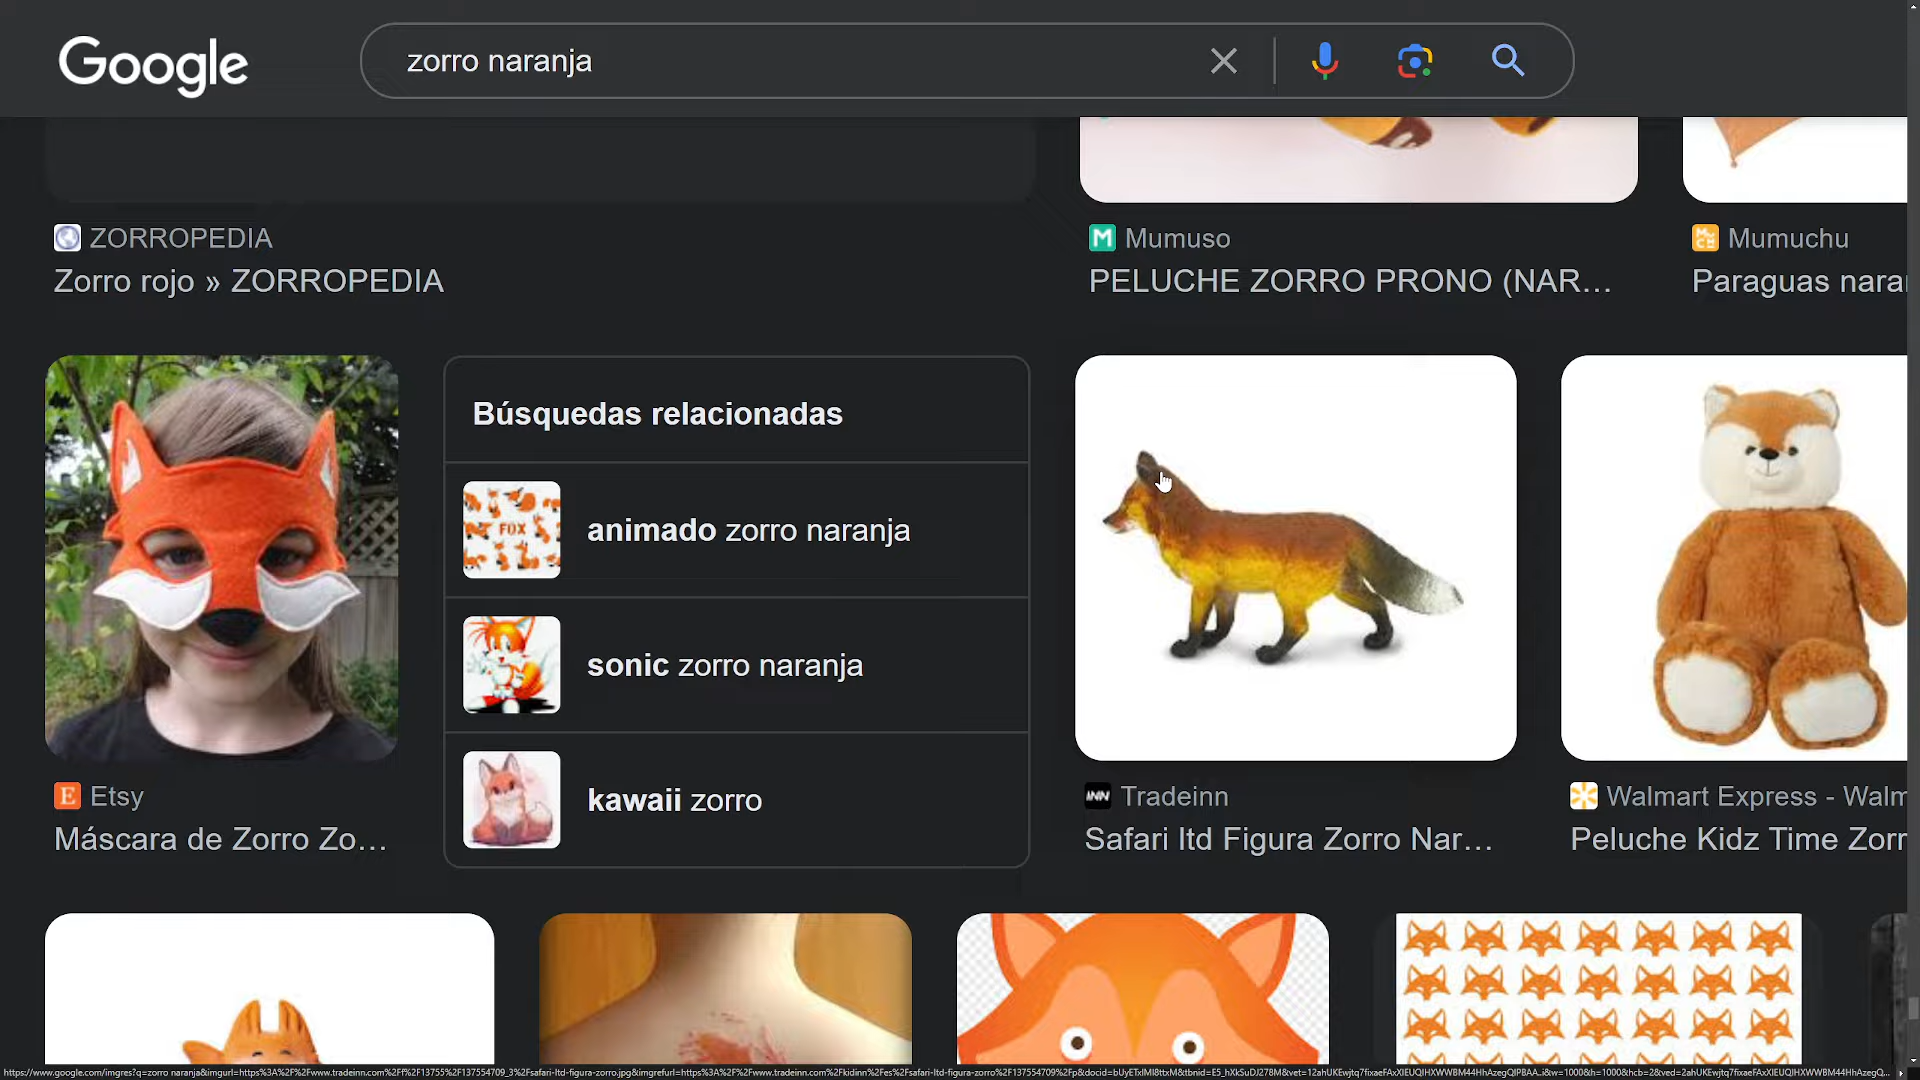 Google
zorro naranja
ZORROPEDIA
Zorro rojo » ZORROPEDIA
Mumuso
PELUCHE ZORRO PRONO (NAR...
Mumuchu
Paraguas nara
Búsquedas relacionadas
FOX
animado zorro naranja
sonic zorro naranja
kawaii zorro
Etsy
Máscara de Zorro Zo...
Tradeinn
Safari ltd Figura Zorro Nar...
Walmart Express - Walm
Peluche Kidz Time Zorr